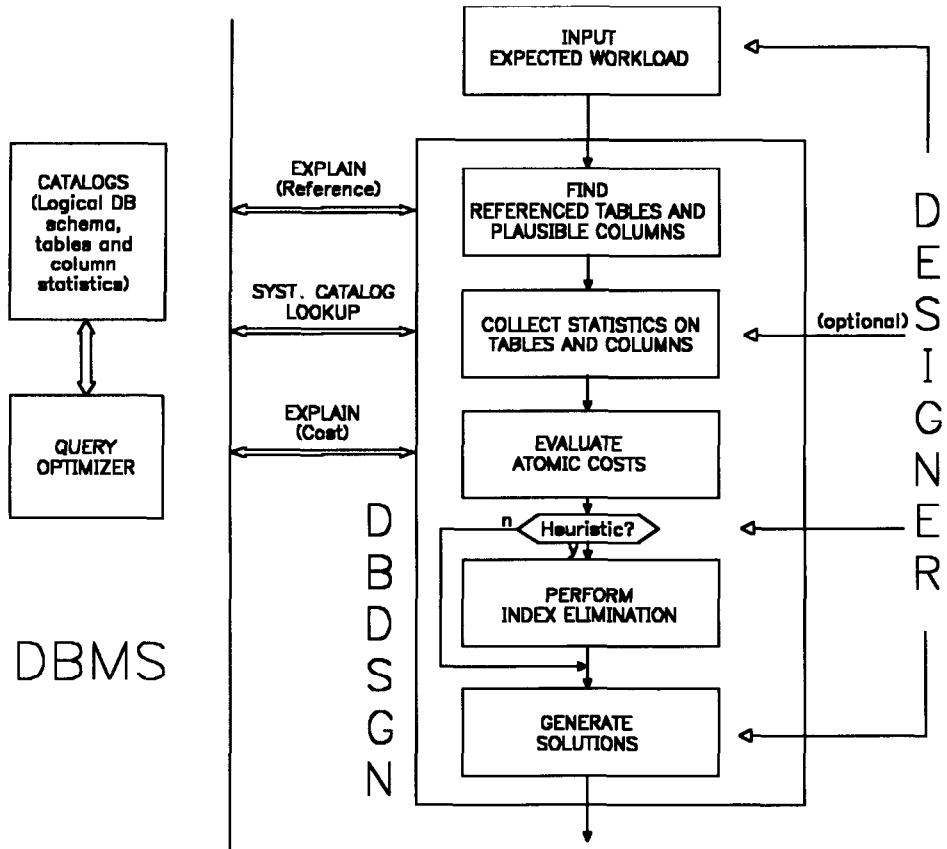 INPUT
EXPECTED WORKLOAD
CATALOGS
(Logical DB
schema,
tables and
column
statistics)
QUERY
OPTIMIZER
DBMS
EXPLAIN
(Reference)
SYST. CATALOG
LOOKUP
EXPLAIN
(Cost)
FIND
REFERENCED TABLES AND
PLAUSIBLE COLUMNS
COLLECT STATISTICS ON
TABLES AND COLUMNS
EVALUATE
ATOMIC COSTS
n
Heuristic?
y
PERFORM
INDEX ELIMINATION
GENERATE
SOLUTIONS
DBDSGN
(optional)
DESIGNER